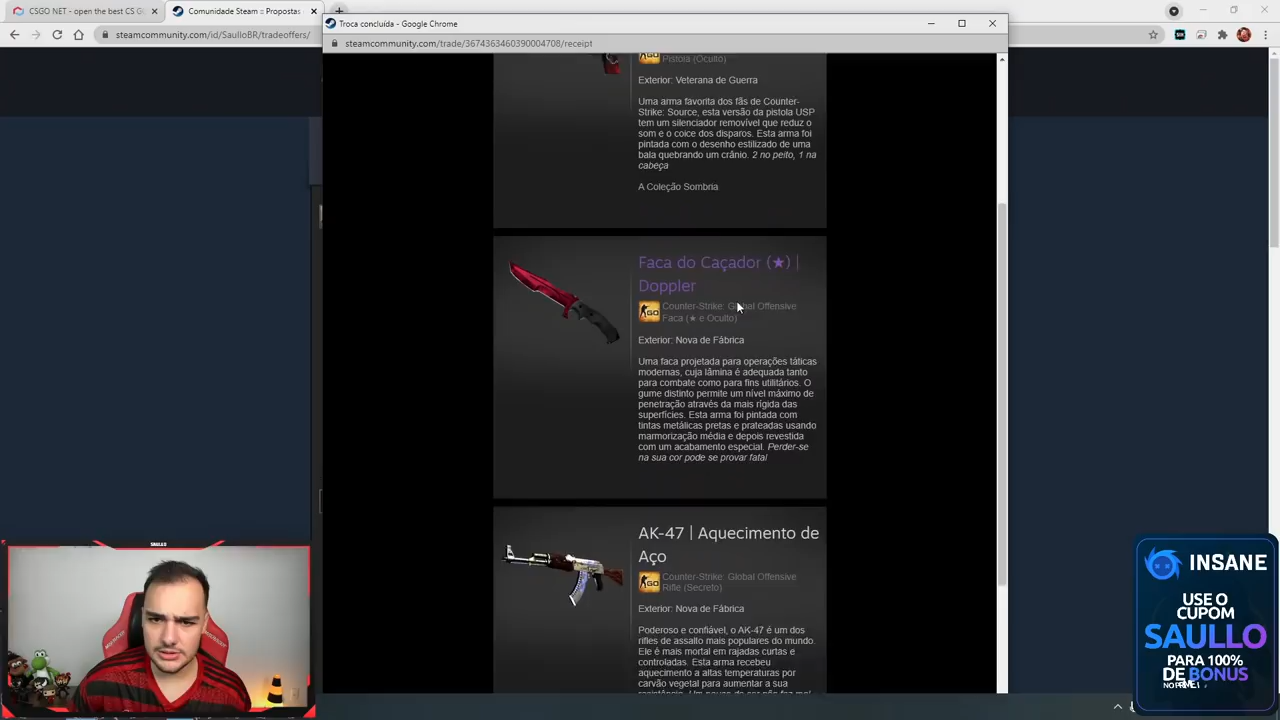 CSGO NET - open the best CS G
Comunidade Steam :: Propostas d
Troca concluída - Google Chrome
steamcommunity.com/id/SaulloBR/tradeoffers/
steamcommunity.com/trade/3674363460390004708/receipt
Pistola (Oculto)
Exterior: Veterana de Guerra
Uma arma favorita dos fãs de Counter-
Strike: Source, esta versão da pistola USP
tem um silenciador removível que reduz o
som e o coice dos disparos. Esta arma foi
pintada com o desenho estilizado de uma
bala quebrando um crânio. 2 no peito, 1 na
cabeça
A Coleção Sombria
Faca do Caçador (★) |
Doppler
Counter-Strike: Global Offensive
Faca (★ e Oculto)
Exterior: Nova de Fábrica
Uma faca projetada para operações táticas
modernas, cuja lâmina é adequada tanto
para combate como para fins utilitários. O
gume distinto permite um nível máximo de
penetração através da mais rígida das
superfícies. Esta arma foi pintada com
tintas metálicas pretas e prateadas usando
marmorização média e depois revestida
com um acabamento especial. Perder-se
na sua cor pode se provar fatal
AK-47 | Aquecimento de
Aço
Counter-Strike: Global Offensive
Rifle (Secreto)
Exterior: Nova de Fábrica
Poderoso e confiável, o AK-47 é um dos
rifles de assalto mais populares do mundo.
Ele é mais mortal em rajadas curtas e
controladas. Esta arma recebeu
aquecimento a altas temperaturas por
carvão vegetal para aumentar a sua
SAULLO
INSANE
USE O
CUPOM
SAULLO
PARA 100%
DE BONUS